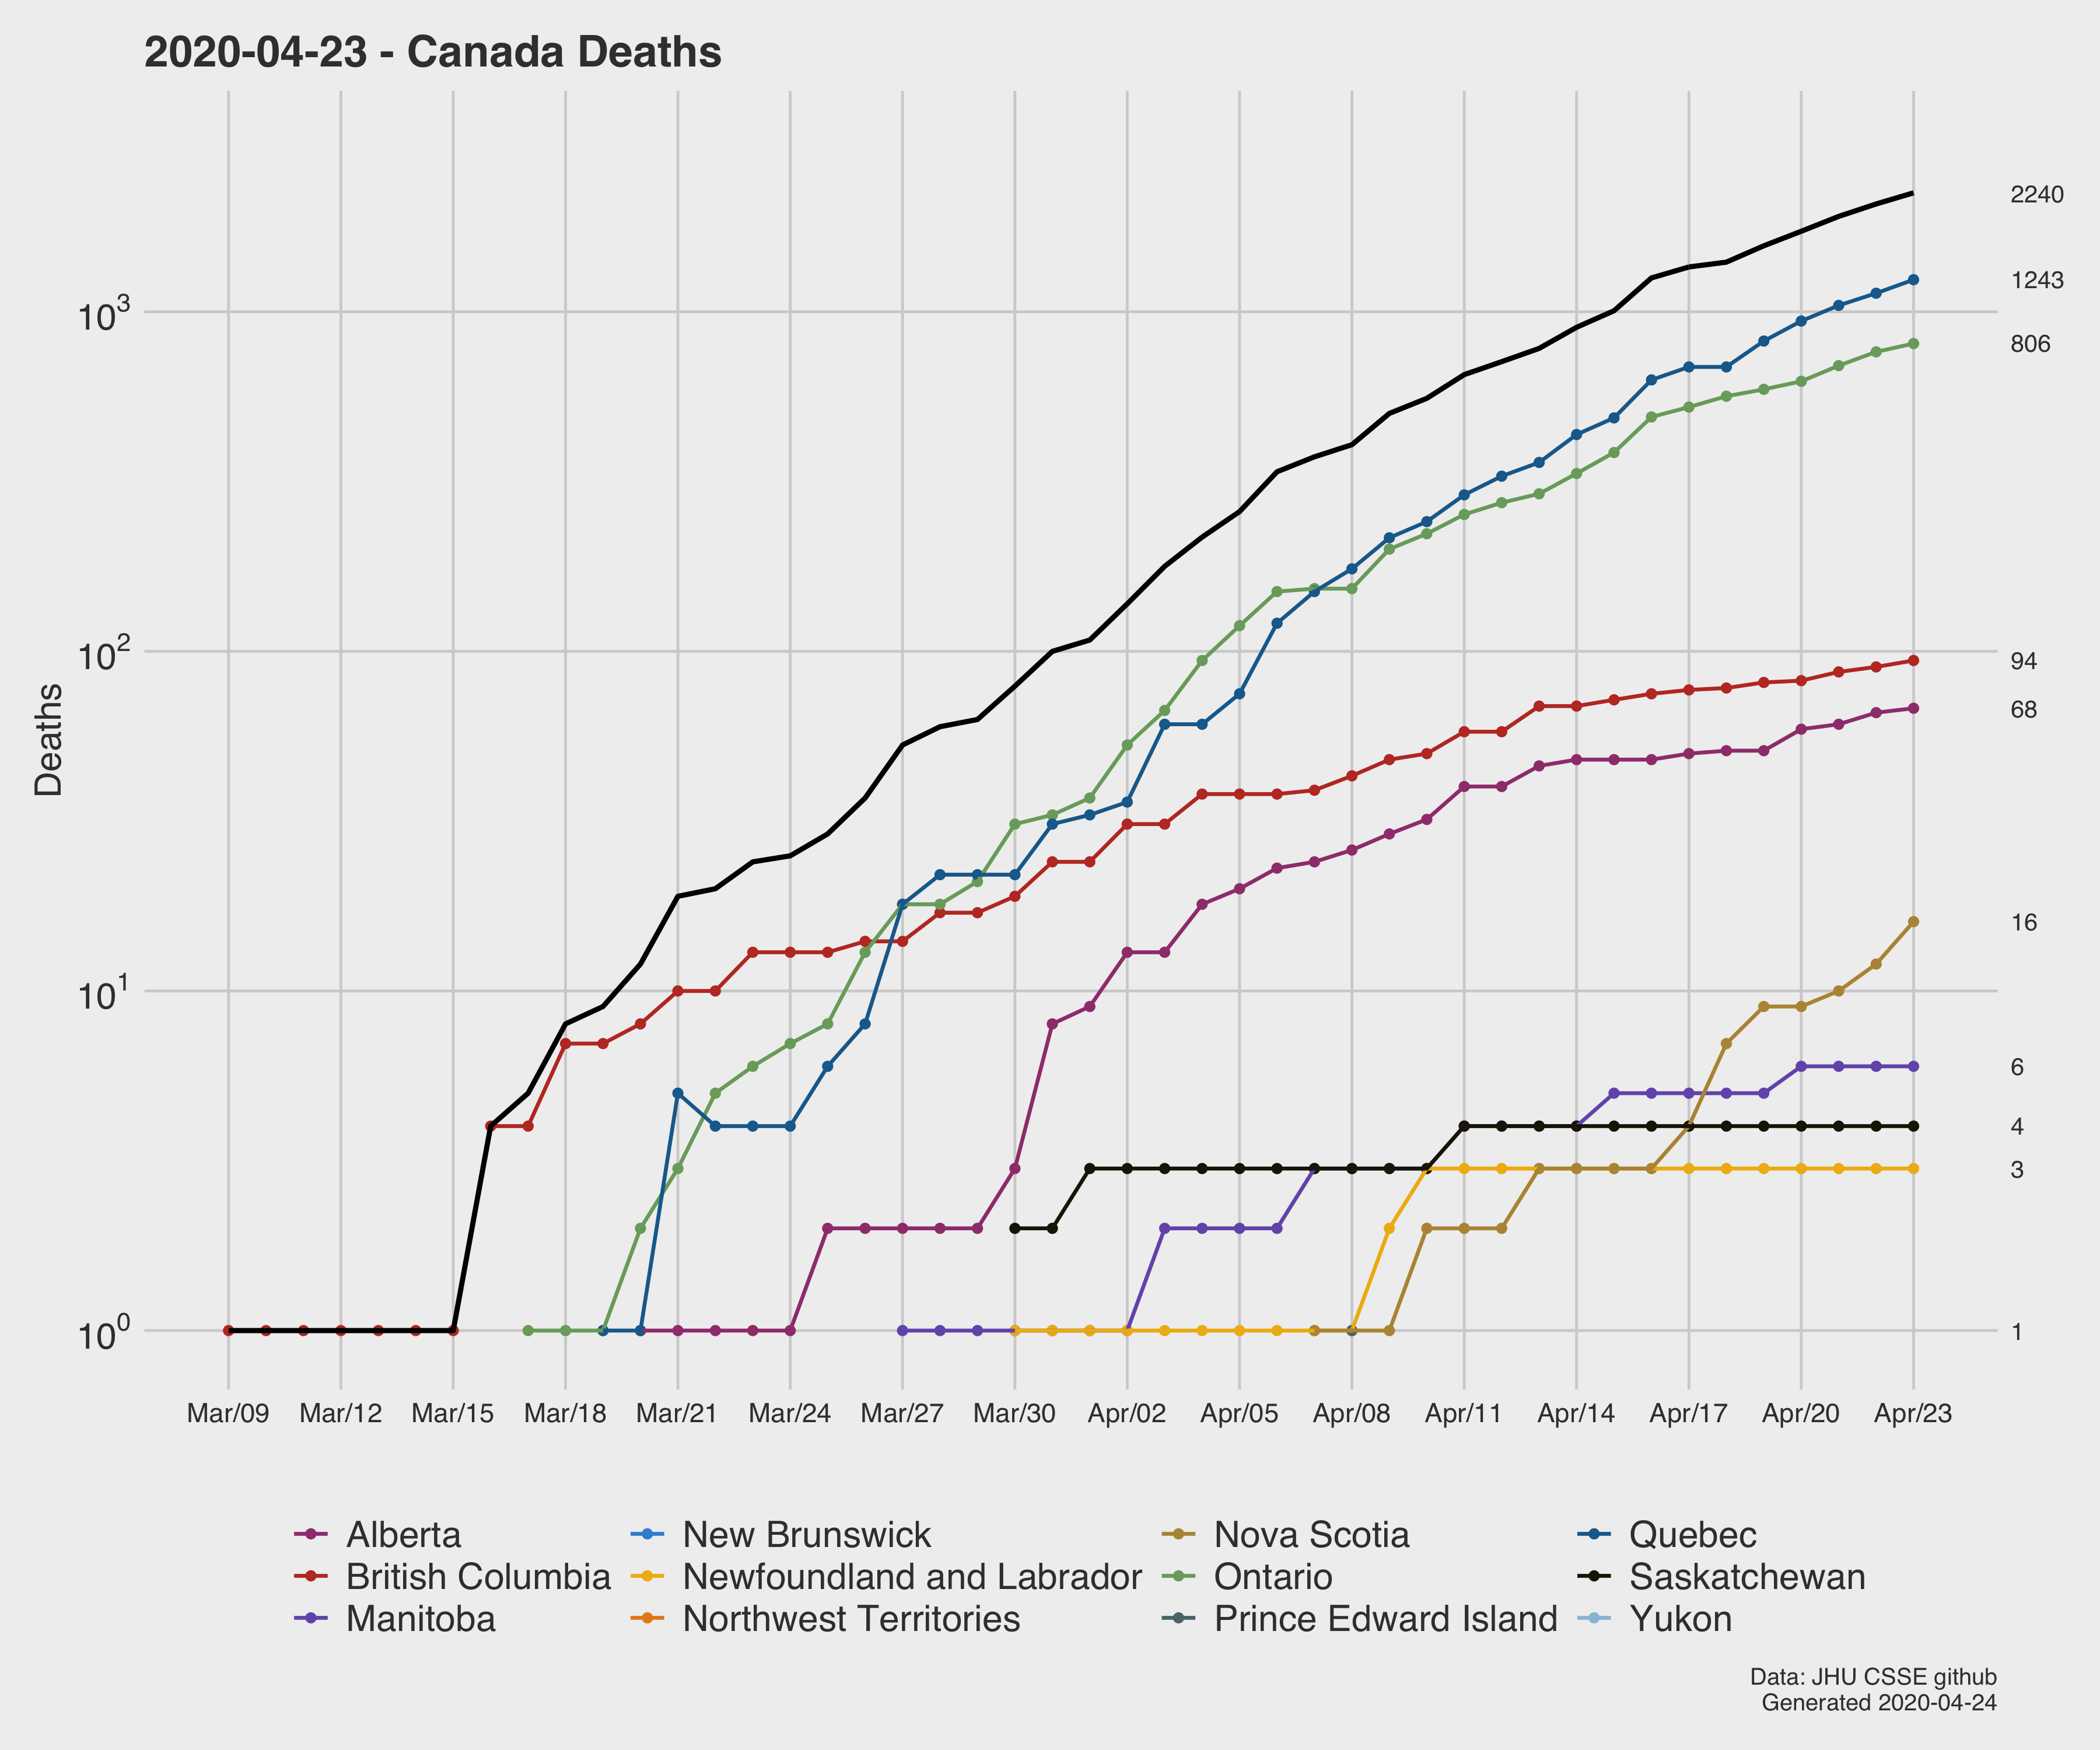 2020-04-23 - Canada Deaths
2240
1243
10³
806
10²
94
68
Deaths
16
10¹
6
4
3
10⁰
1
Mar/09 Mar/12 Mar/15 Mar/18 Mar/21 Mar/24 Mar/27 Mar/30 Apr/02 Apr/05 Apr/08 Apr/11 Apr/14 Apr/17 Apr/20 Apr/23
Alberta New Brunswick Nova Scotia Quebec
British Columbia Newfoundland and Labrador Ontario Saskatchewan
Manitoba Northwest Territories Prince Edward Island Yukon
Data: JHU CSSE github
Generated 2020-04-24